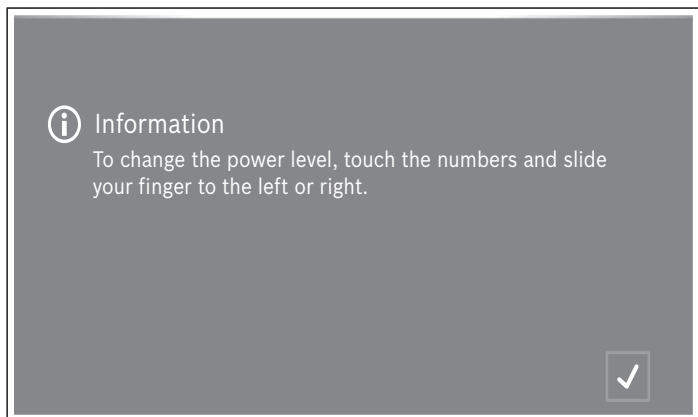 Information
To change the power level, touch the numbers and slide
your finger to the left or right.